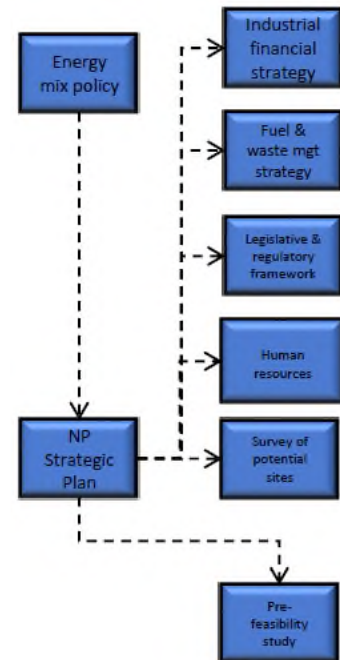 Energy
mix policy
Industrial
financial
strategy
Fuel &
waste mgt
strategy
Legislative &
regulatory
framework
Human
resources
NP
Strategic
Plan
Survey of
potential
sites
Pre-
feasibility
study